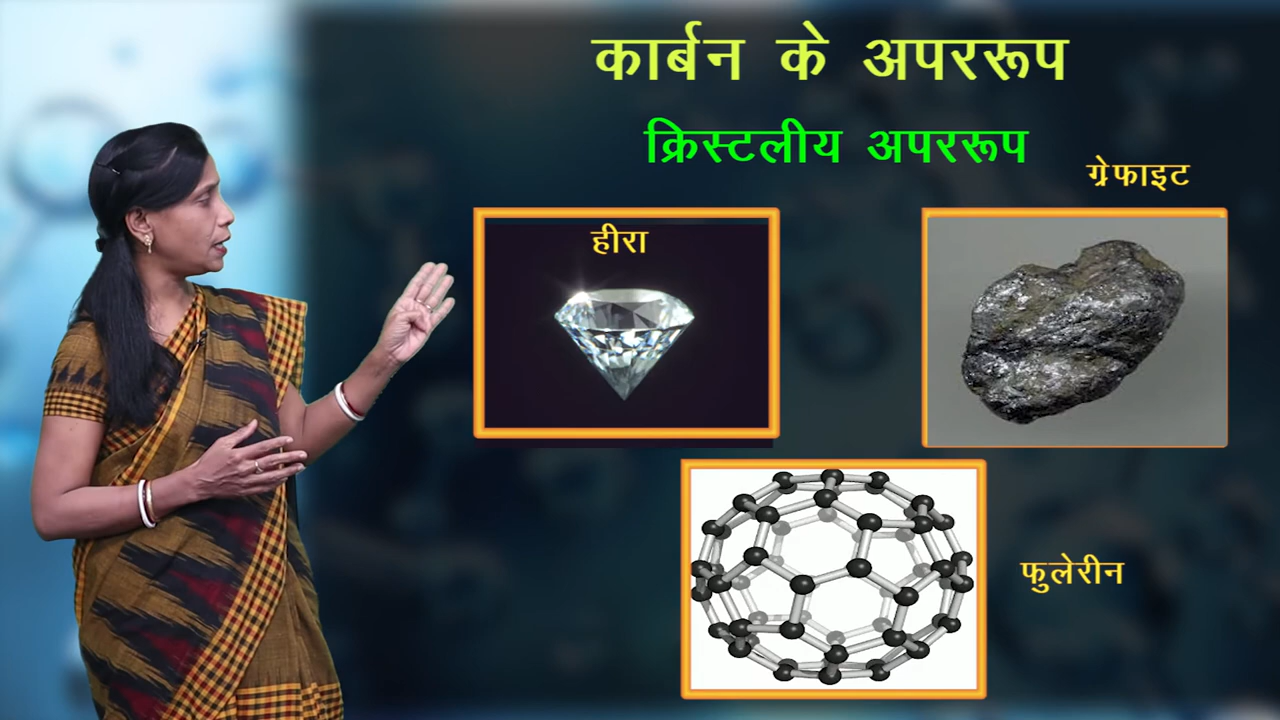 कार्बन के अपररूप
क्रिस्टलीय अपररूप
ग्रेफाइट
हीरा
फुलेरीन